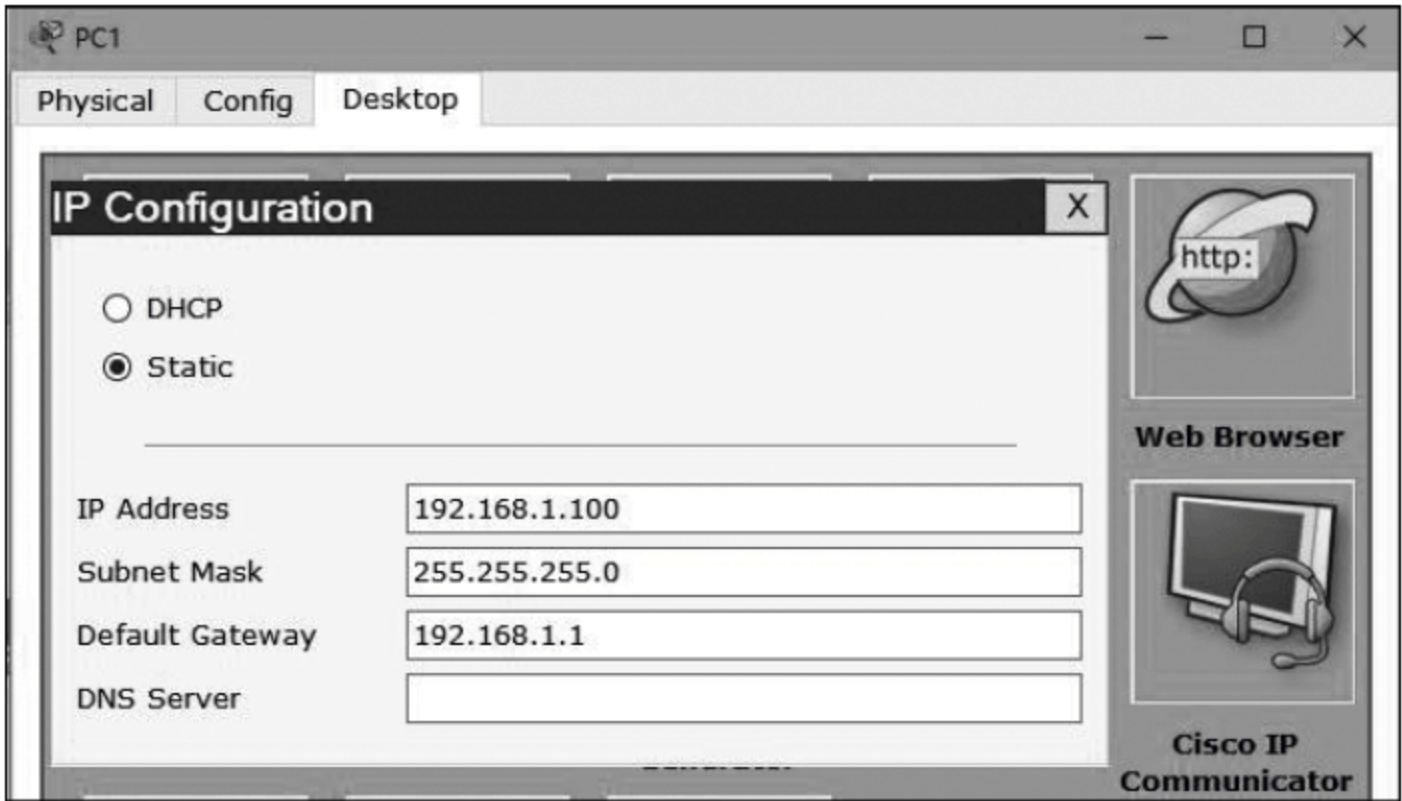 PC1
Physical Config Desktop
IP Configuration X
DHCP
Static
http:
Web Browser
IP Address 192.168.1.100
Subnet Mask 255.255.255.0
Default Gateway 192.168.1.1
DNS Server
Cisco IP
Communicator